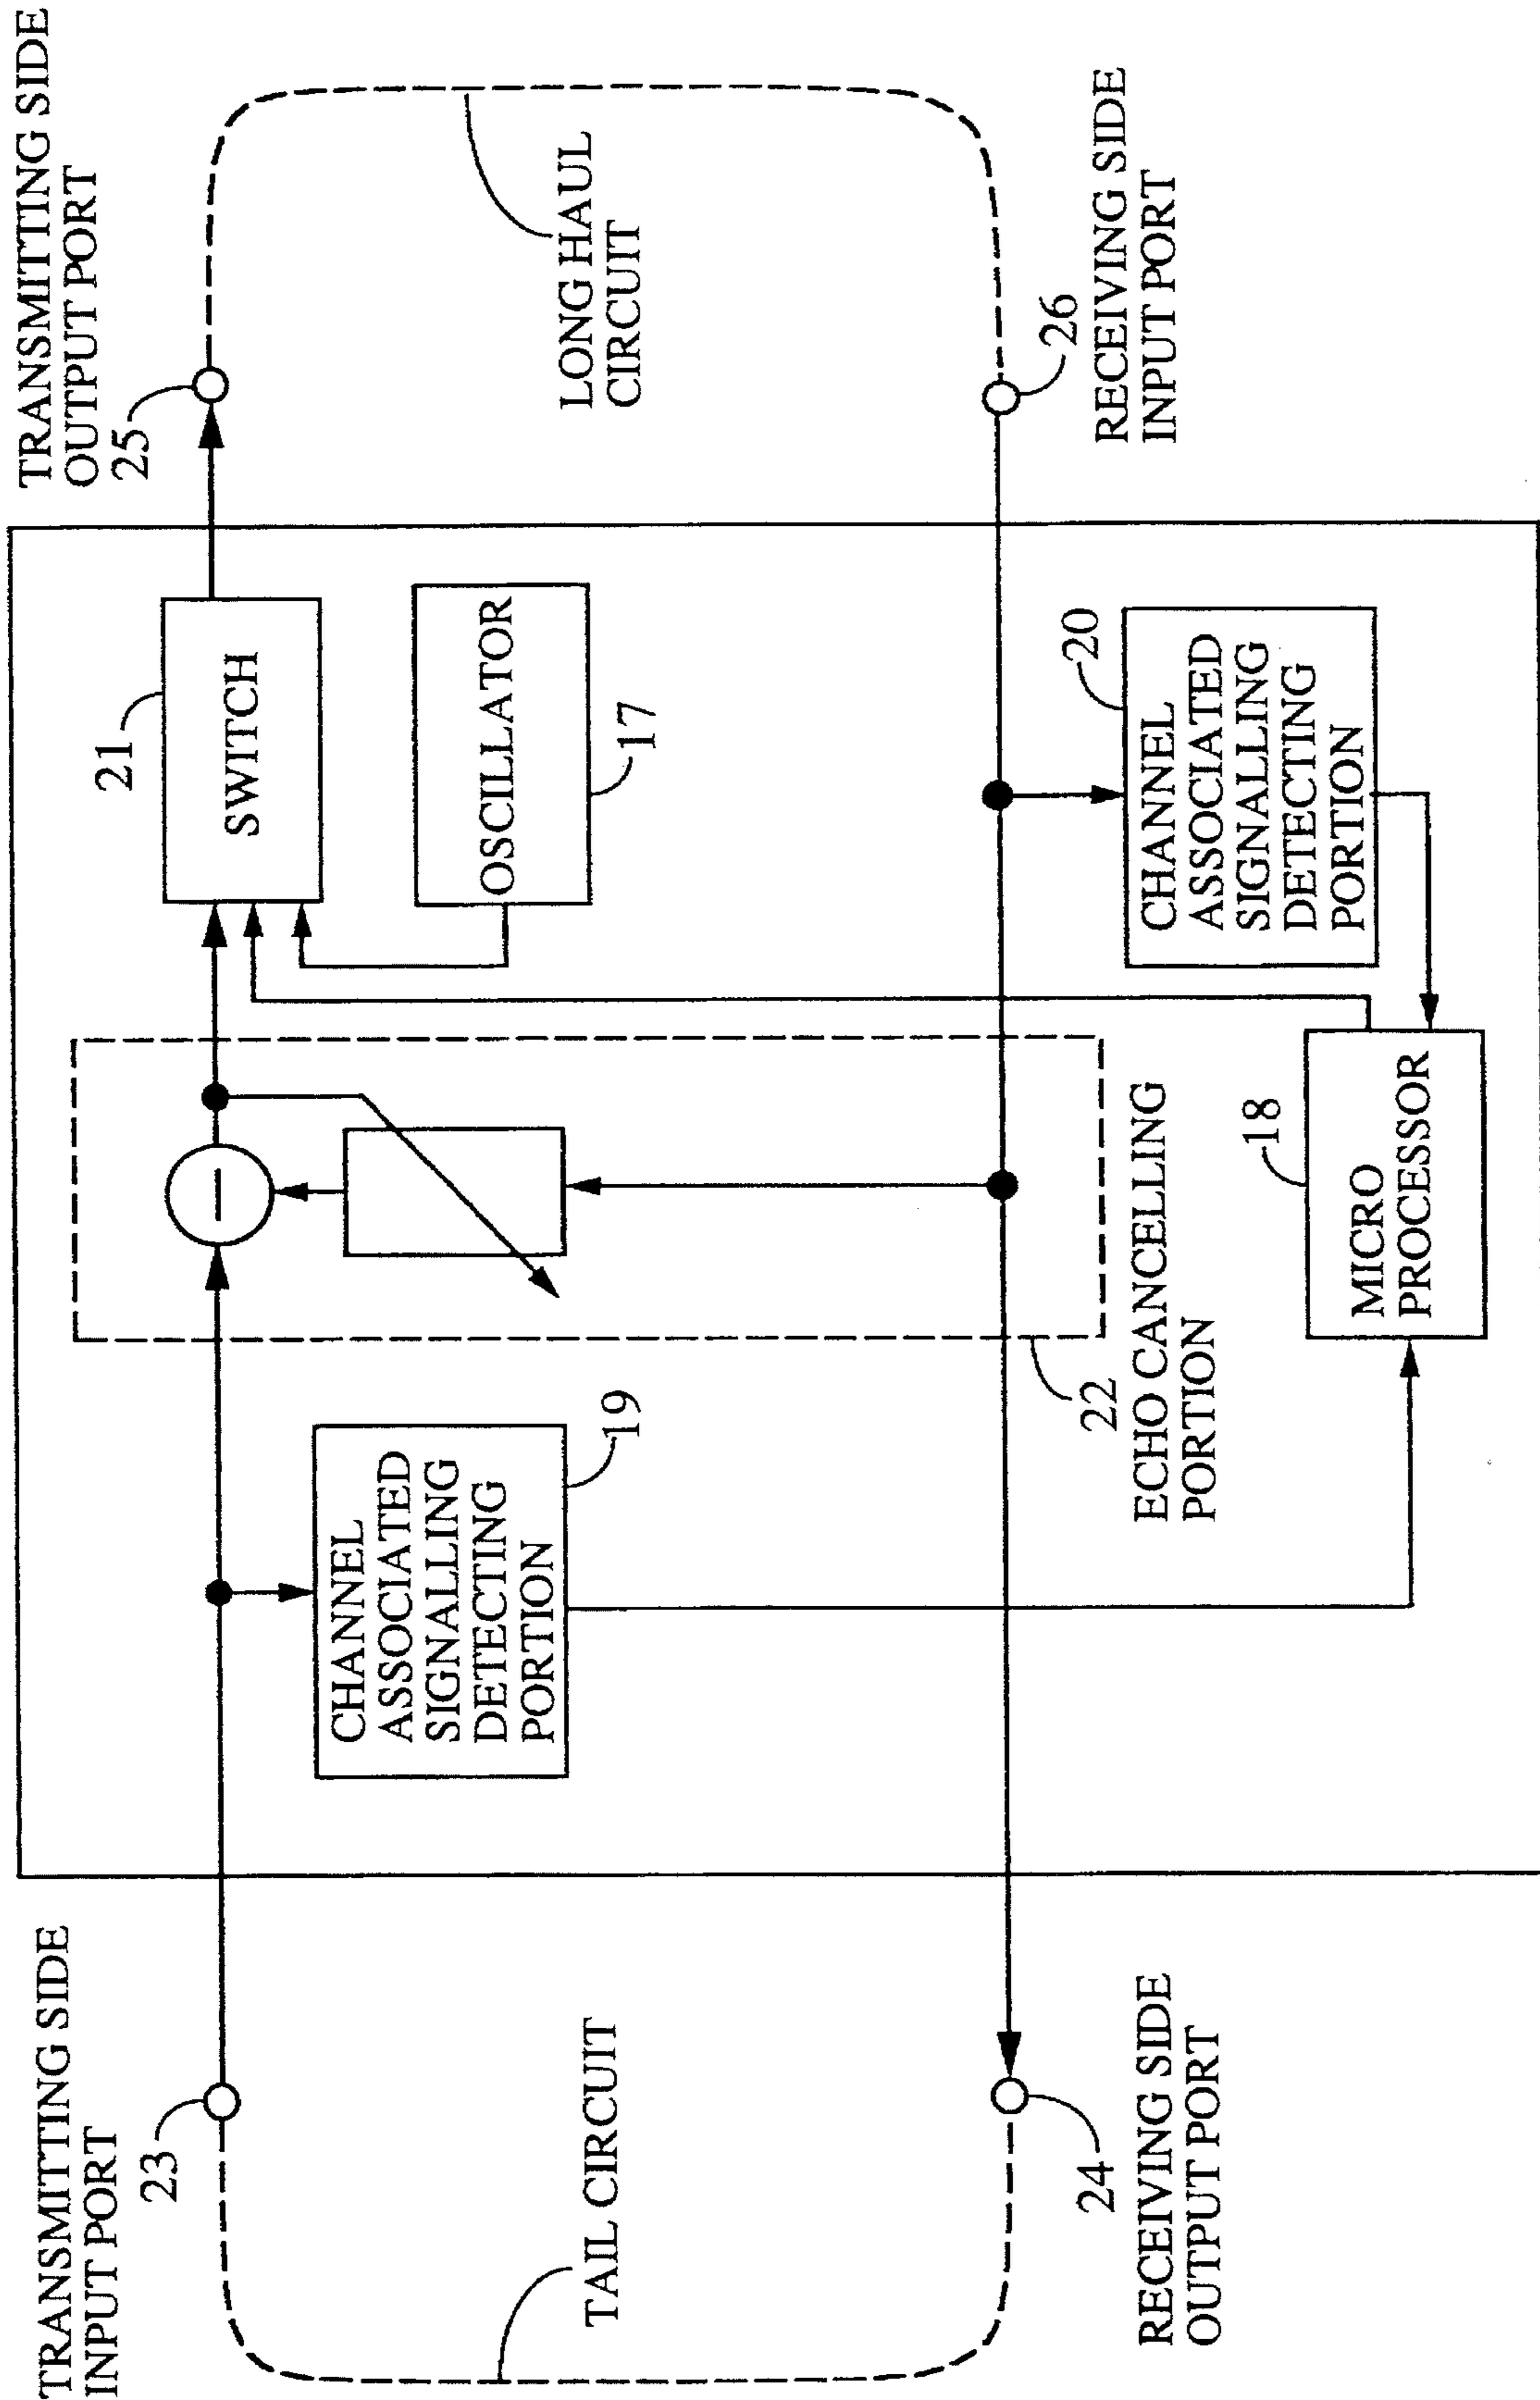 TRANSMITTING SIDE
INPUT PORT
23
TRANSMITTING SIDE
OUTPUT PORT
25
21
SWITCH
OSCILLATOR
17
CHANNEL
ASSOCIATED
SIGNALLING
DETECTING
PORTION
19
TAIL CIRCUIT
LONG HAUL
CIRCUIT
24
RECEIVING SIDE
OUTPUT PORT
22
ECHO CANCELLING
PORTION
20
CHANNEL
ASSOCIATED
SIGNALLING
DETECTING
PORTION
18
MICRO
PROCESSOR
26
RECEIVING SIDE
INPUT PORT